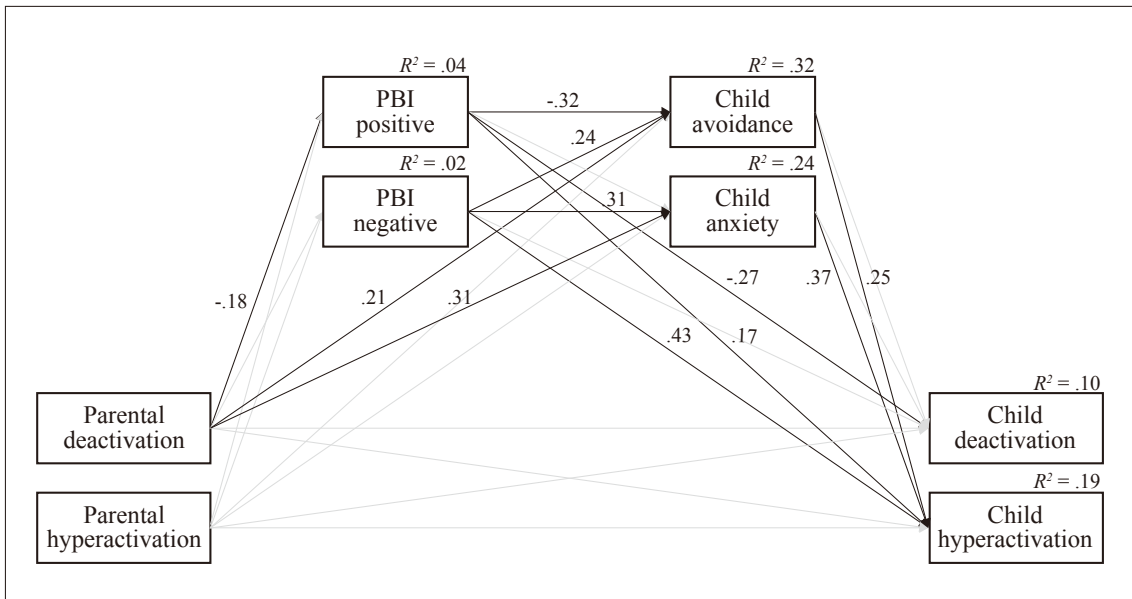 R² = .04
R² = .32
PBI
positive
-.32
Child
avoidance
.24
R² = .02
R² = .24
PBI
negative
.31
Child
anxiety
-.18
.21
.31
-.27
.37
.25
.43
.17
R² = .10
Parental
deactivation
Child
deactivation
R² = .19
Parental
hyperactivation
Child
hyperactivation